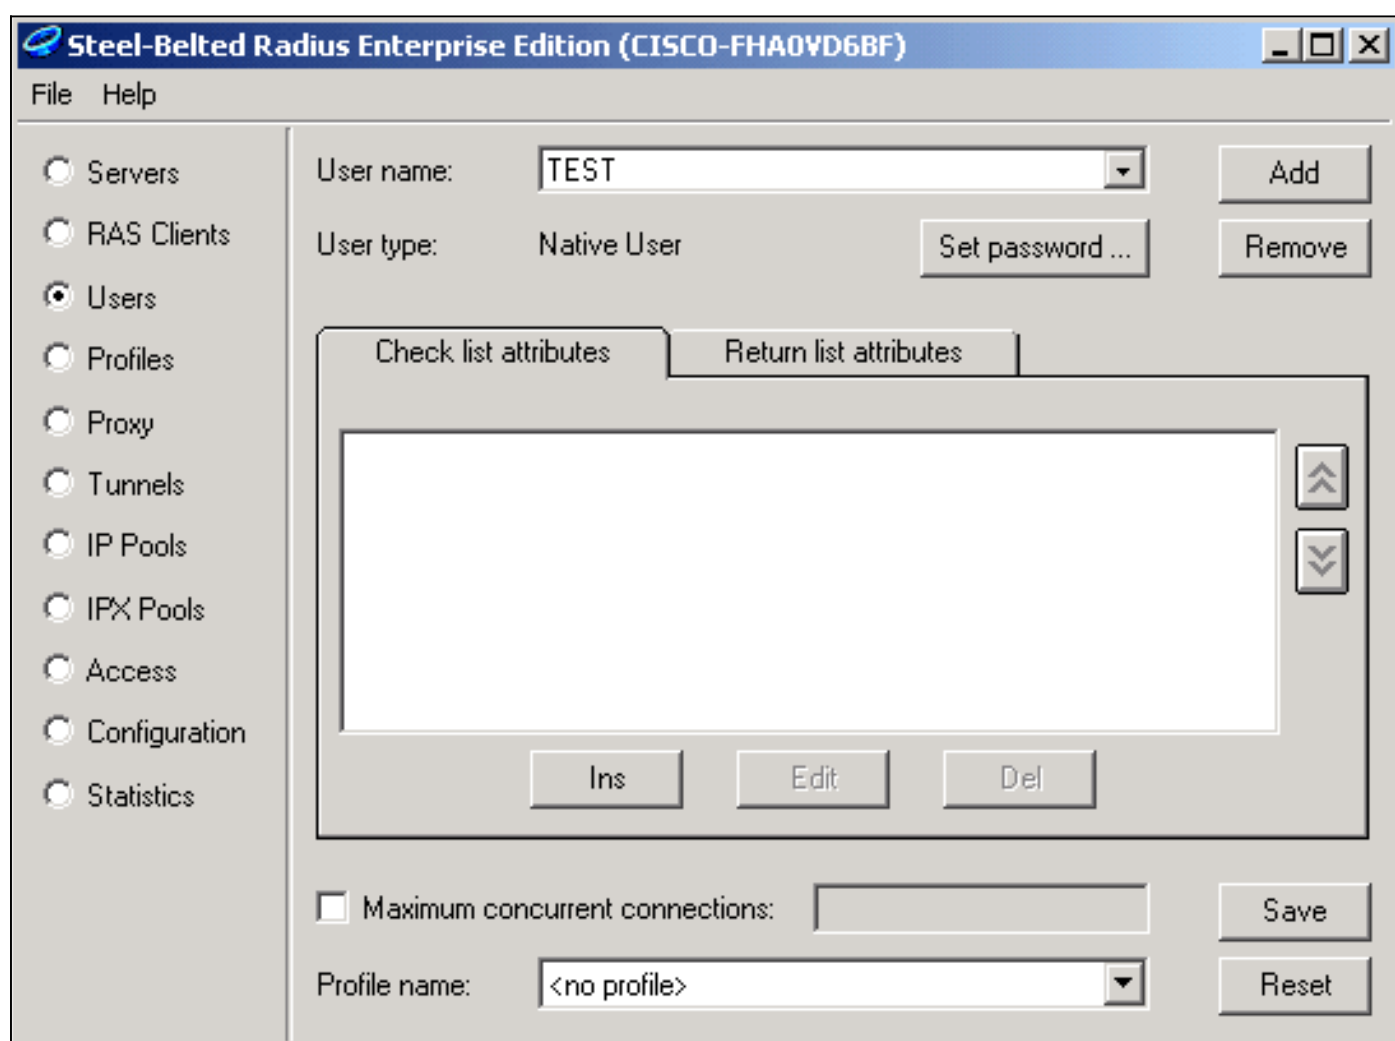 Steel-Belted Radius Enterprise Edition (CISCO-FHA0VD6BF)
File Help
Servers
RAS Clients
Users
Profiles
Proxy
Tunnels
IP Pools
IPX Pools
Access
Configuration
Statistics
User name: TEST Add
User type: Native User Set password ... Remove
Check list attributes Return list attributes
Ins Edit Del
Maximum concurrent connections: Save
Profile name: <no profile> Reset